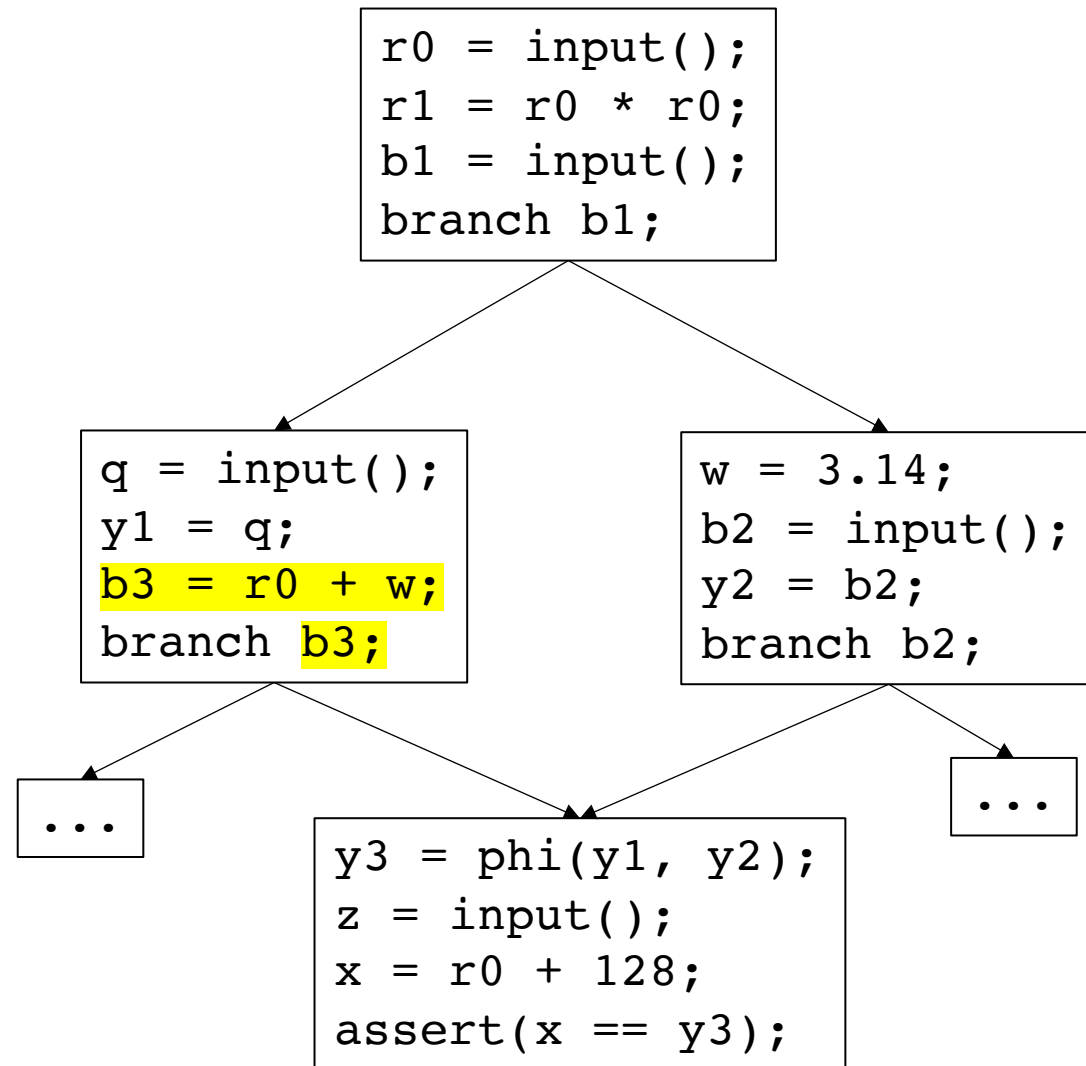 r0 = input();
r1 = r0 * r0;
b1 = input();
branch b1;
q = input();
y1 = q;
b3 = r0 + w;
branch b3;
w = 3.14;
b2 = input();
y2 = b2;
branch b2;
...
...
y3 = phi(y1, y2);
z = input();
x = r0 + 128;
assert(x == y3);